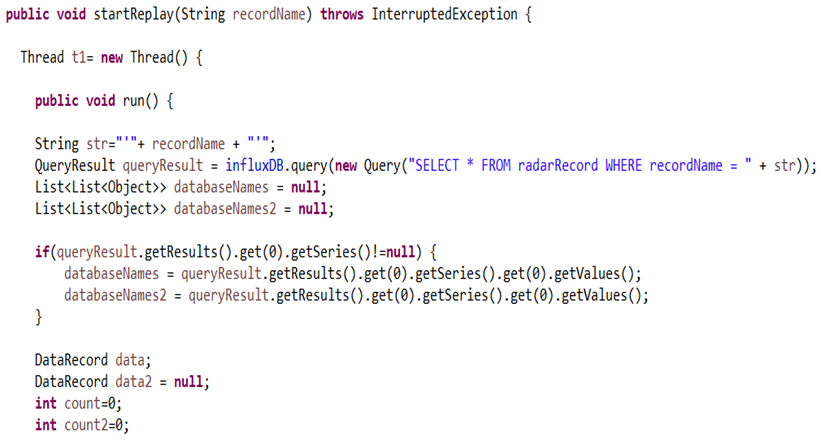 public void startReplay(String recordName) throws InterruptedException {
Thread t1= new Thread() {
public void run() {
String str="'"+ recordName + "'";
QueryResult queryResult = influxDB.query(new Query("SELECT * FROM radarRecord WHERE recordName = " + str));
List<List<Object>> databaseNames = null;
List<List<Object>> databaseNames2 = null;
if(queryResult.getResults().get(0).getSeries()!=null) {
databaseNames = queryResult.getResults().get(0).getSeries().get(0).getValues();
databaseNames2 = queryResult.getResults().get(0).getSeries().get(0).getValues();
}
DataRecord data;
DataRecord data2 = null;
int count=0;
int count2=0;